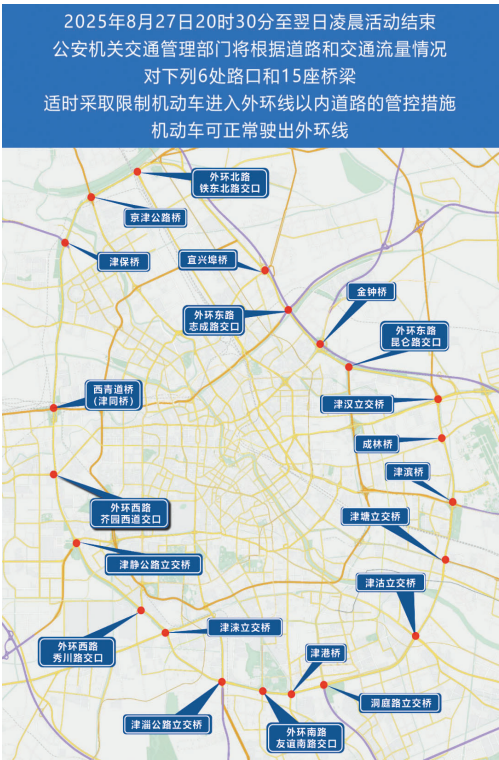 2025年8月27日20时30分至翌日凌晨活动结束
公安机关交通管理部门将根据道路和交通流量情况
对下列6处路口和15座桥梁
适时采取限制机动车进入外环线以内道路的管控措施
机动车可正常驶出外环线
外环北路
铁东北路交口
京津公路桥
津保桥
宜兴埠桥
金钟桥
外环东路
志成路交口
外环东路
昆仑路交口
西青道桥
(津同桥)
津汉立交桥
成林桥
津滨桥
外环西路
芥园西道交口
津塘立交桥
津静公路立交桥
津沽立交桥
津涞立交桥
外环西路
秀川路交口
津港桥
洞庭路立交桥
津淄公路立交桥
外环南路
友谊南路交口